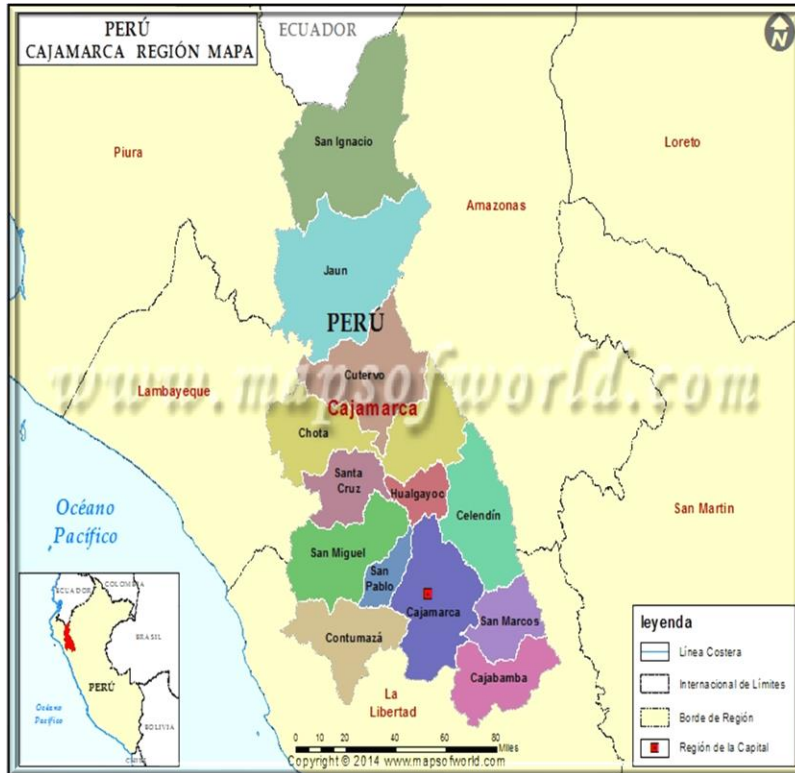 PERÚ
CAJAMARCA REGIÓN MAPA
ECUADOR
N
San Ignacio
Piura
Loreto
Amazonas
Jaun
PERÚ
Cutervo
www.mapsofworld.com
Lambayeque
Cajamarca
Chota
Santa
Cruz
Hualgayoc
Celendín
San Martin
Océano
Pacífico
San Miguel
San
Pablo
Cajamarca
San Marcos
Contumazá
Cajabamba
La
Libertad
ECUADOR
COLOMBIA
BRASIL
PERÚ
Océano
Pacífico
BOLIVIA
leyenda
Línea Costera
Internacional de Límites
Borde de Región
Región de la Capital
0 10 20 40 60 80
Miles
Copyright © 2014 www.mapsofworld.com